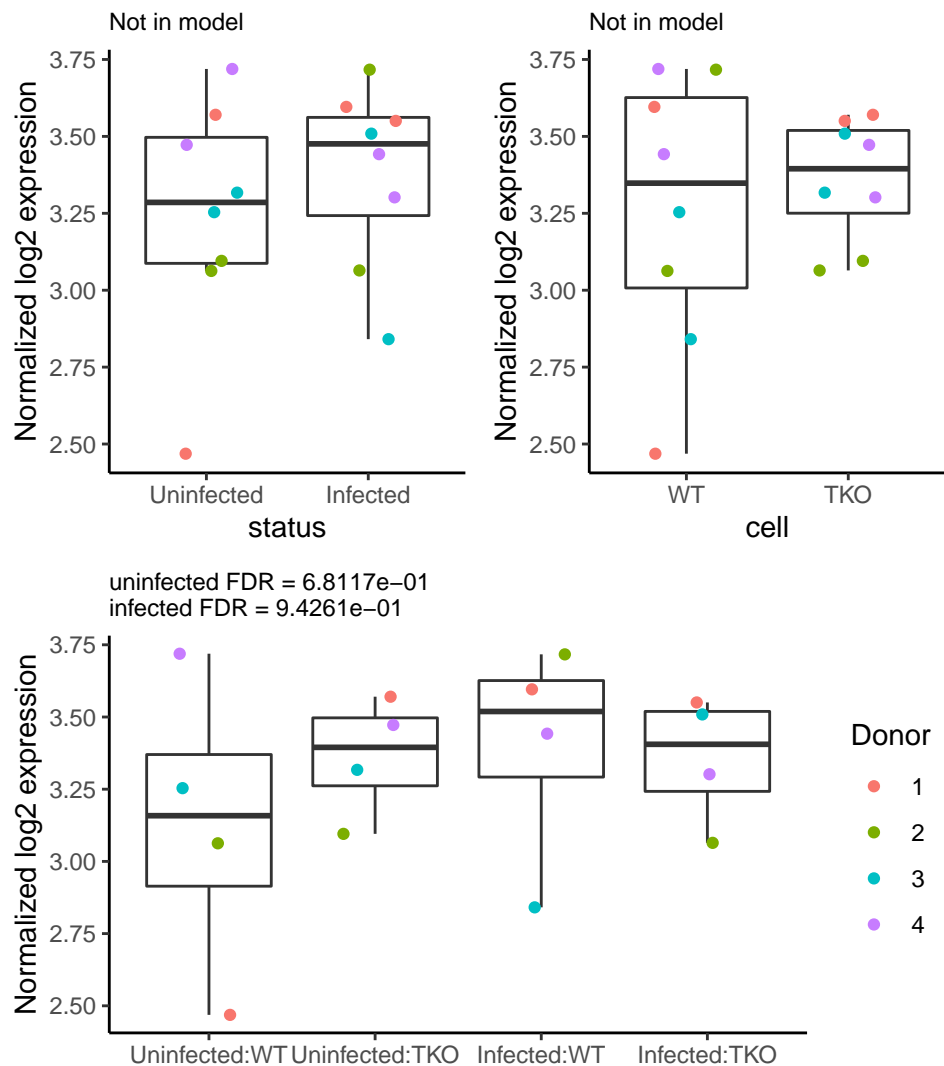 Not in model
Normalized log2 expression
3.75
3.50
3.25
3.00
2.75
2.50
Uninfected Infected
status
Not in model
Normalized log2 expression
3.75
3.50
3.25
3.00
2.75
2.50
WT TKO
cell
uninfected FDR = 6.8117e−01
infected FDR = 9.4261e−01
Normalized log2 expression
3.75
3.50
3.25
3.00
2.75
2.50
Uninfected:WT Uninfected:TKO Infected:WT Infected:TKO
Donor
1
2
3
4